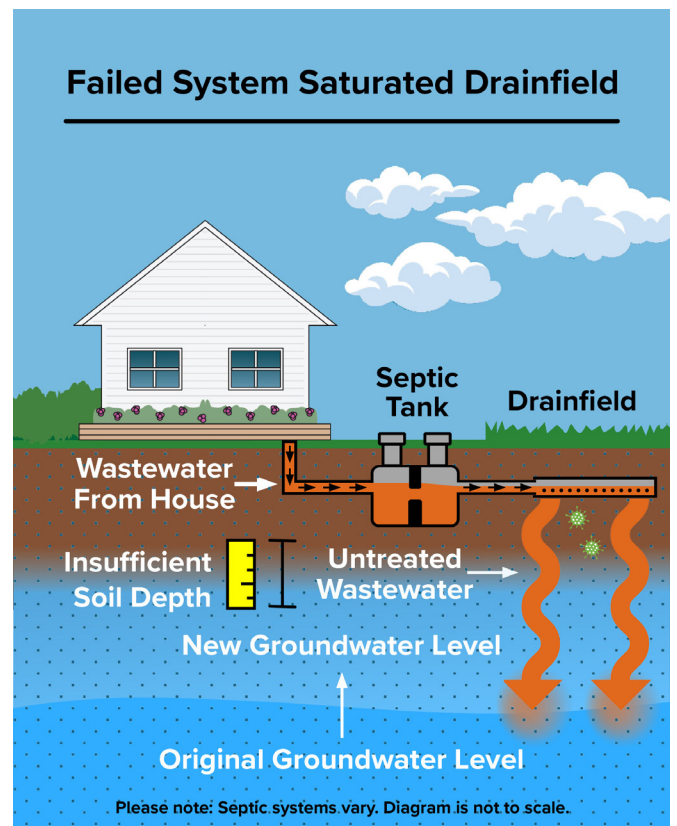 Failed System Saturated Drainfield
Septic
Tank
Drainfield
Wastewater
From House
Insufficient
Soil Depth
Untreated
Wastewater
New Groundwater Level
Original Groundwater Level
Please note: Septic systems vary. Diagram is not to scale.